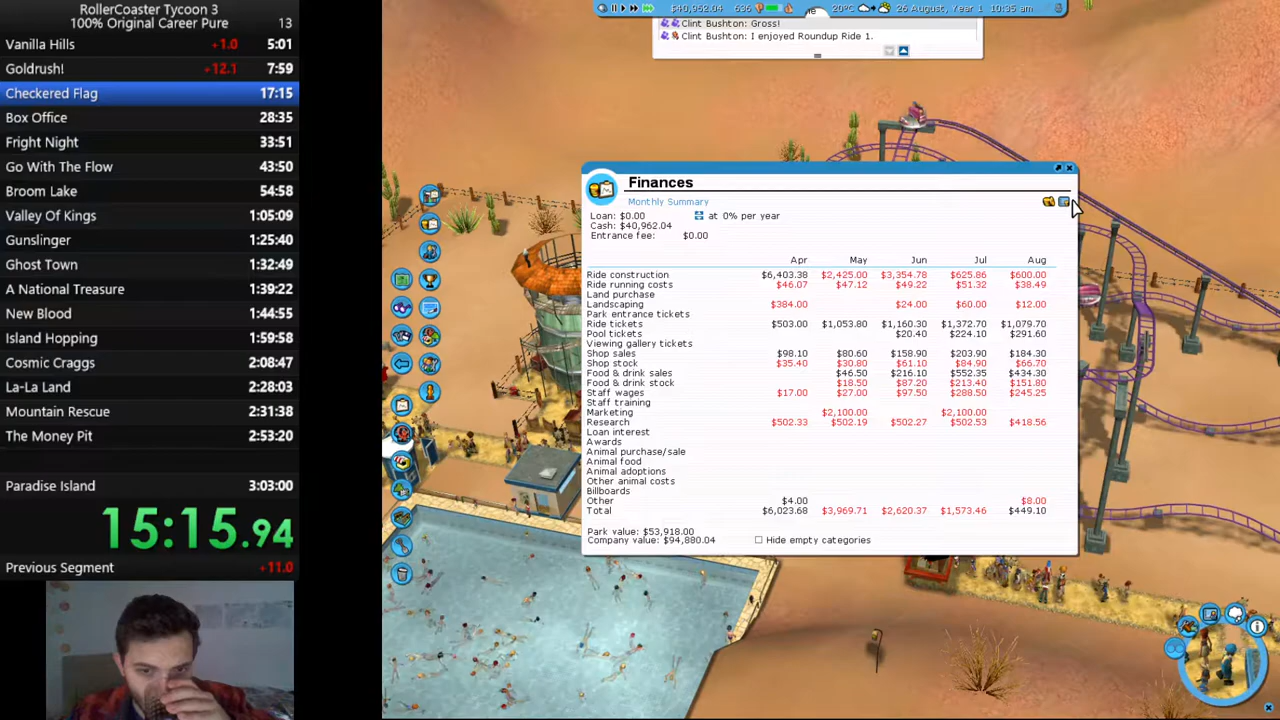 RollerCoaster Tycoon 3
100% Original Career Pure 13
Vanilla Hills +1.0 5:01
Goldrush! +12.1 7:59
Checkered Flag 17:15
Box Office 28:35
Fright Night 33:51
Go With The Flow 43:50
Broom Lake 54:58
Valley Of Kings 1:05:09
Gunslinger 1:25:40
Ghost Town 1:32:49
A National Treasure 1:39:22
New Blood 1:44:55
Island Hopping 1:59:58
Cosmic Craggs 2:08:47
La-La Land 2:28:03
Mountain Rescue 2:31:38
The Money Pit 2:53:20
Paradise Island 3:03:00
15:15.94
Previous Segment +11.0
$40,962.04 636 20°C 26 August, Year 1 10:35 am
Clint Bushton: Gross!
Clint Bushton: I enjoyed Roundup Ride 1.
Finances
Monthly Summary
Loan: $0.00 at 0% per year
Cash: $40,962.04
Entrance fee: $0.00
Apr May Jun Jul Aug
Ride construction $6,403.38 $2,425.00 $3,354.78 $625.86 $600.00
Ride running costs $46.07 $47.12 $49.22 $51.32 $38.49
Land purchase
Landscaping $384.00 $24.00 $60.00 $12.00
Park entrance tickets
Ride tickets $503.00 $1,053.80 $1,160.30 $1,372.70 $1,079.70
Pool tickets $20.40 $224.10 $291.60
Viewing gallery tickets
Shop sales $98.10 $80.60 $158.90 $203.90 $184.30
Shop stock $35.40 $30.80 $61.10 $84.90 $66.70
Food & drink sales $46.50 $216.10 $552.35 $434.30
Food & drink stock $18.50 $87.20 $213.40 $151.80
Staff wages $17.00 $27.00 $97.50 $288.50 $245.25
Staff training
Marketing $2,100.00 $2,100.00
Research $502.33 $502.19 $502.27 $502.53 $418.56
Loan interest
Awards
Animal purchase/sale
Animal food
Animal adoptions
Other animal costs
Billboards
Other $4.00 $8.00
Total $6,023.68 $3,969.71 $2,620.37 $1,573.46 $449.10
Park value: $53,918.00
Company value: $94,880.04 Hide empty categories